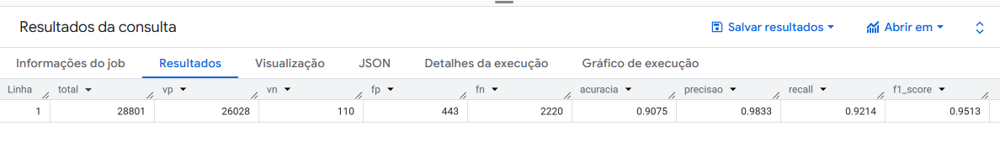 Resultados da consulta Salvar resultados Abrir em
Informações do job Resultados Visualização JSON Detalhes da execução Gráfico de execução
Linha total vp vn fp fn acuracia precisao recall f1_score
1 28801 26028 110 443 2220 0.9075 0.9833 0.9214 0.9513